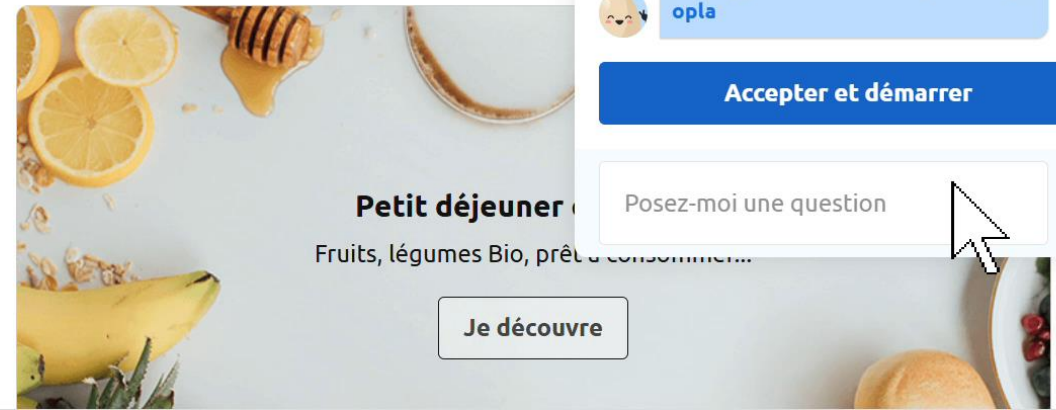 opla
Accepter et démarrer
Posez-moi une question
Petit déjeuner
Fruits, légumes Bio, prêt à consommer...
Je découvre